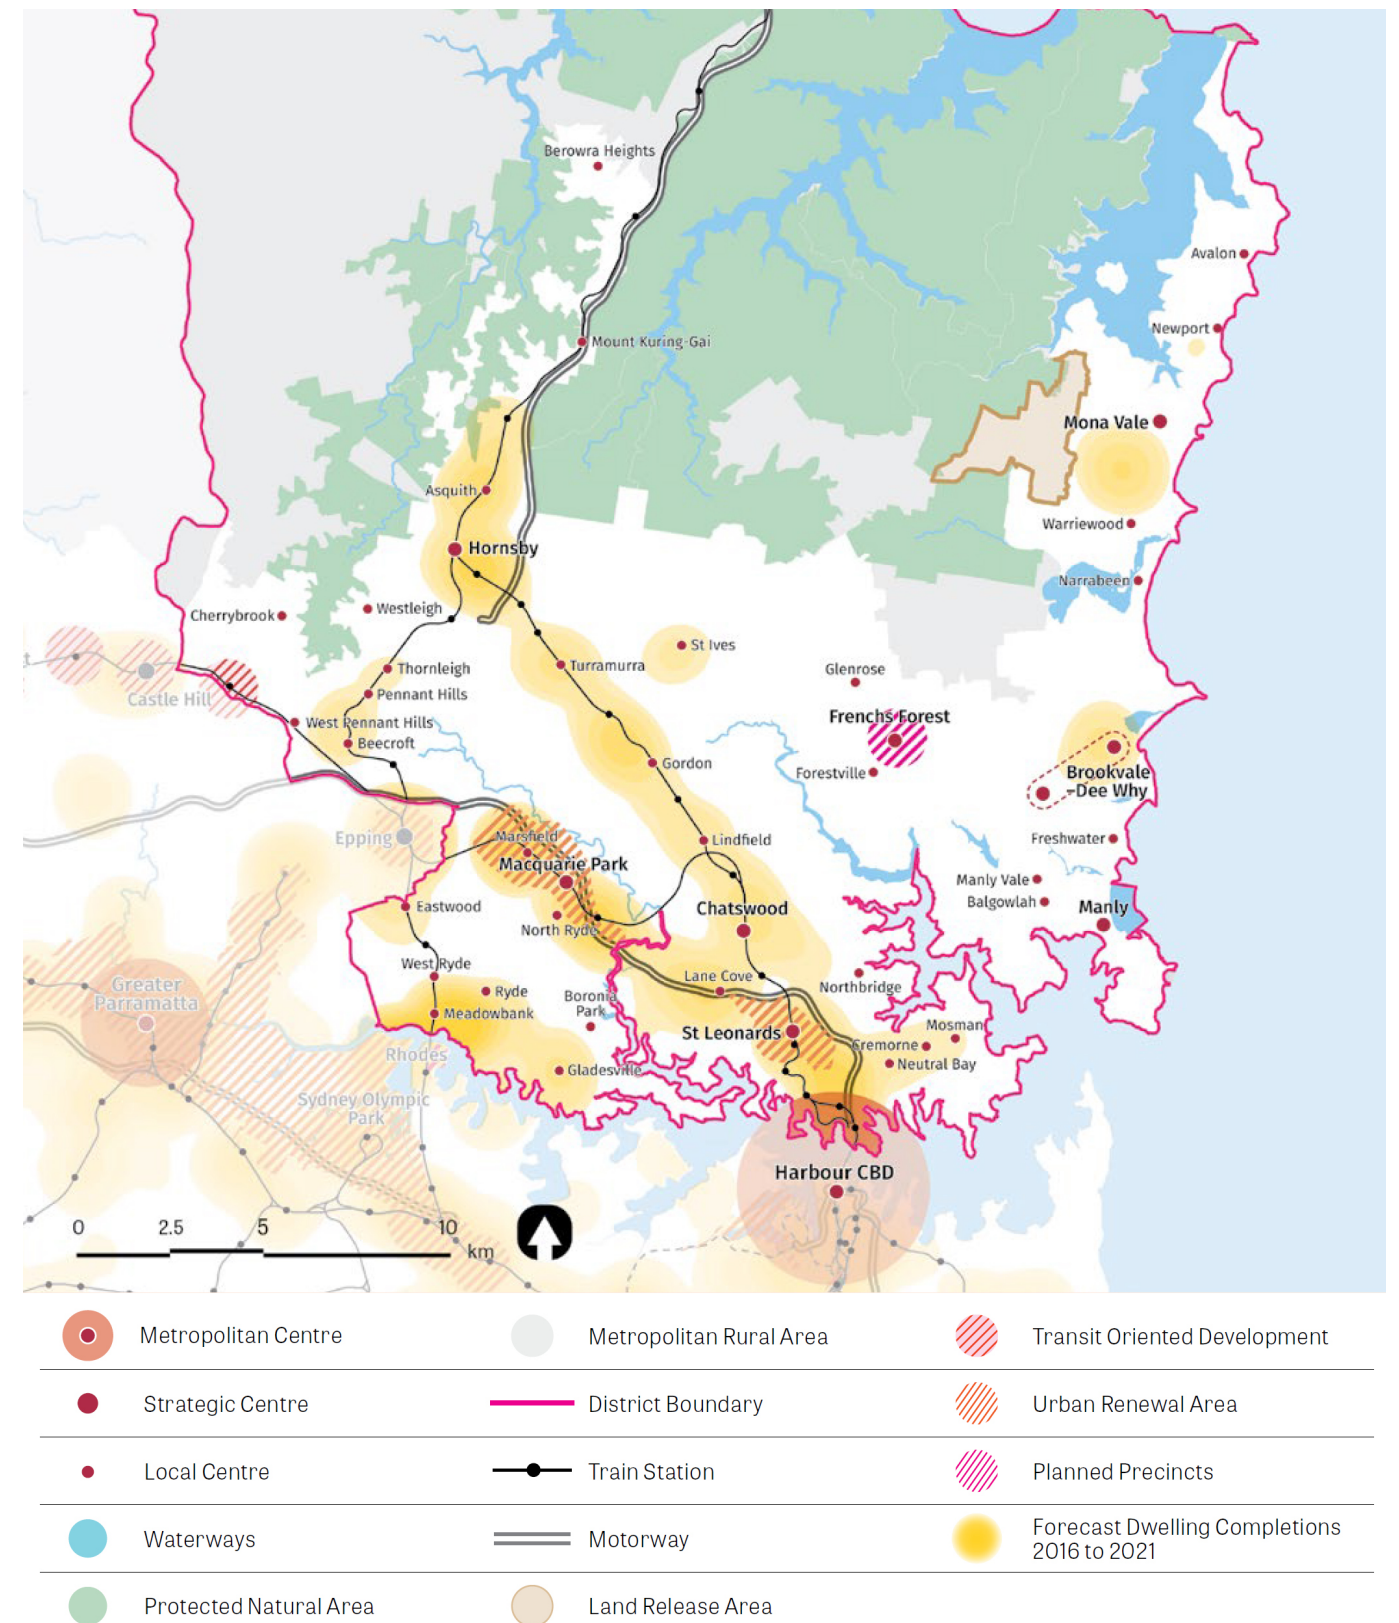 Berowra Heights
Avalon
Newport
Mount Kuring-Gai
Mona Vale
Asquith
Warriewood
Hornsby
Narrabeen
Cherrybrook
Westleigh
St Ives
Turramurra
Thornleigh
Glenrose
Castle Hill
Pennant Hills
West Pennant Hills
Frenchs Forest
Beecroft
Gordon
Forestville
Brookvale
–Dee Why
Epping
Marsfield
Lindfield
Freshwater
Macquarie Park
Manly Vale
Balgowlah
Eastwood
Chatswood
Manly
North Ryde
West Ryde
Lane Cove
Greater
Parramatta
Ryde
Boronia
Park
Northbridge
Meadowbank
St Leonards
Mosman
Cremorne
Rhodes
Gladesville
Neutral Bay
Sydney Olympic
Park
Harbour CBD
0 2.5 5 10
km
Metropolitan Centre
Metropolitan Rural Area
Transit Oriented Development
Strategic Centre
District Boundary
Urban Renewal Area
Local Centre
Train Station
Planned Precincts
Waterways
Motorway
Forecast Dwelling Completions
2016 to 2021
Protected Natural Area
Land Release Area